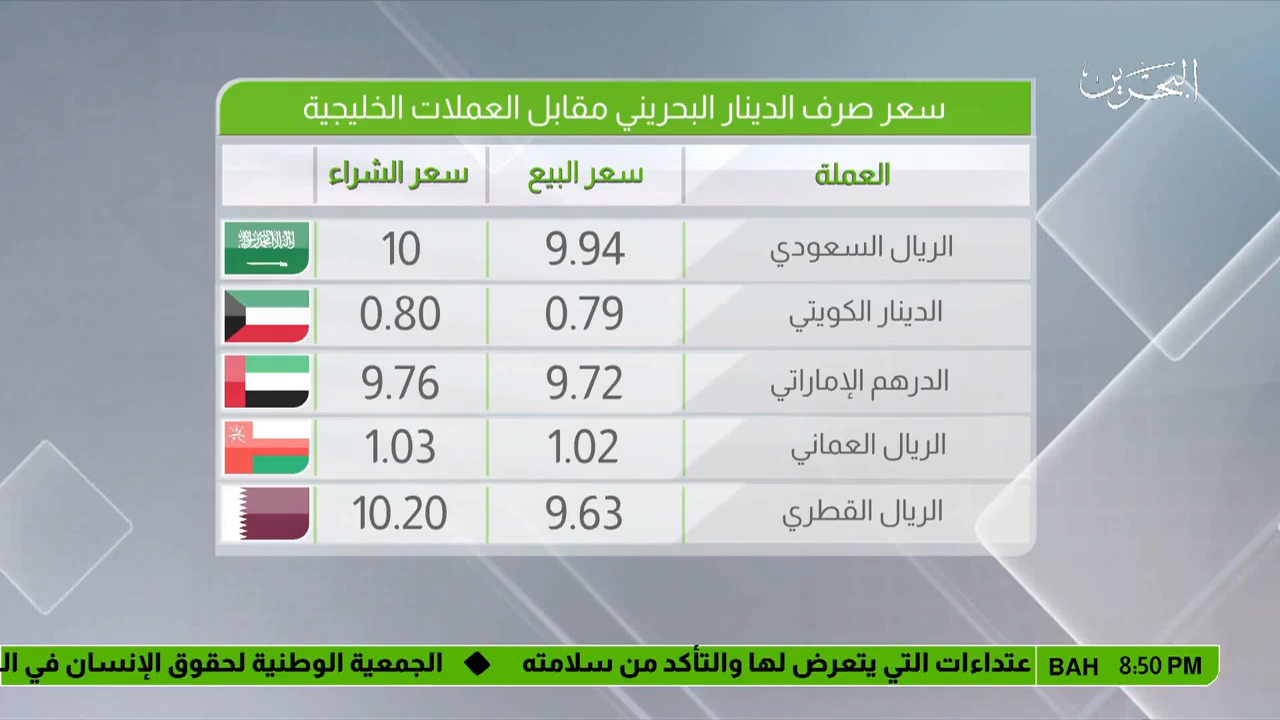 البحرين
سعر صرف الدينار البحريني مقابل العملات الخليجية
العملة سعر البيع سعر الشراء
الريال السعودي 9.94 10
الدينار الكويتي 0.79 0.80
الدرهم الإماراتي 9.72 9.76
الريال العماني 1.02 1.03
الريال القطري 9.63 10.20
BAH 8:50 PM
عتداءات التي يتعرض لها والتأكد من سلامته ◆ الجمعية الوطنية لحقوق الإنسان في ال